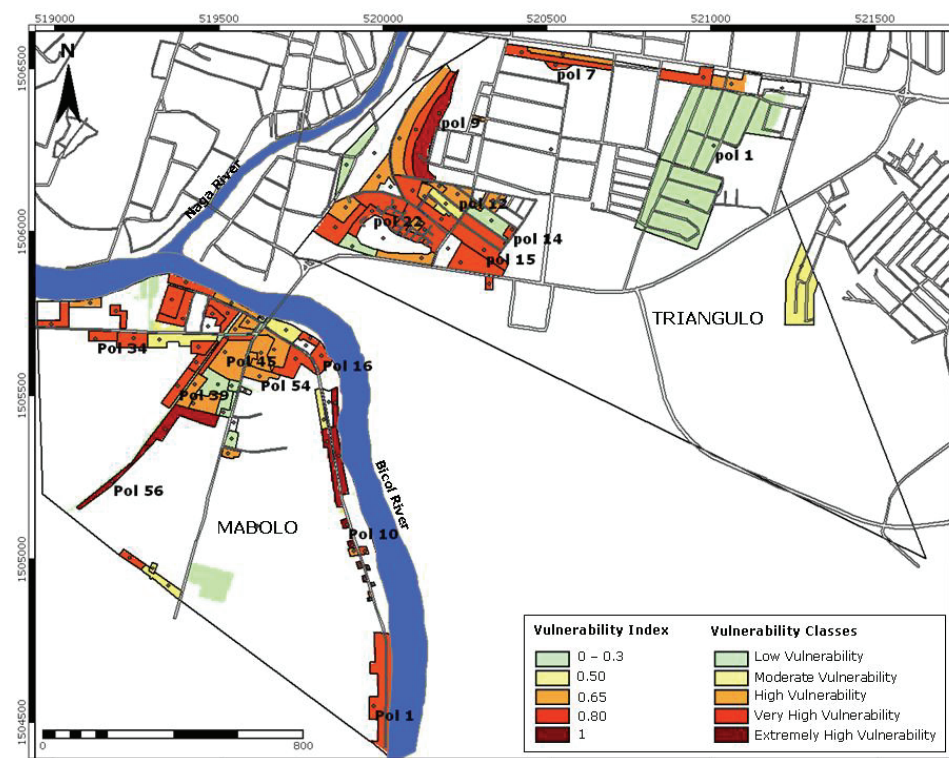 519000 519500 520000 520500 521000 521500
1506500
1506000
1505500
1505000
1504500
N
Naga River
pol 7
pol 9
pol 1
pol 12
pol 22
pol 14
pol 15
TRIANGULO
Pol 34
Pol 45
Pol 16
Pol 54
Pol 39
Pol 56
Bicol River
MABOLO
Pol 10
Pol 1
0 800
Vulnerability Index
0 – 0.3
0.50
0.65
0.80
1
Vulnerability Classes
Low Vulnerability
Moderate Vulnerability
High Vulnerability
Very High Vulnerability
Extremely High Vulnerability